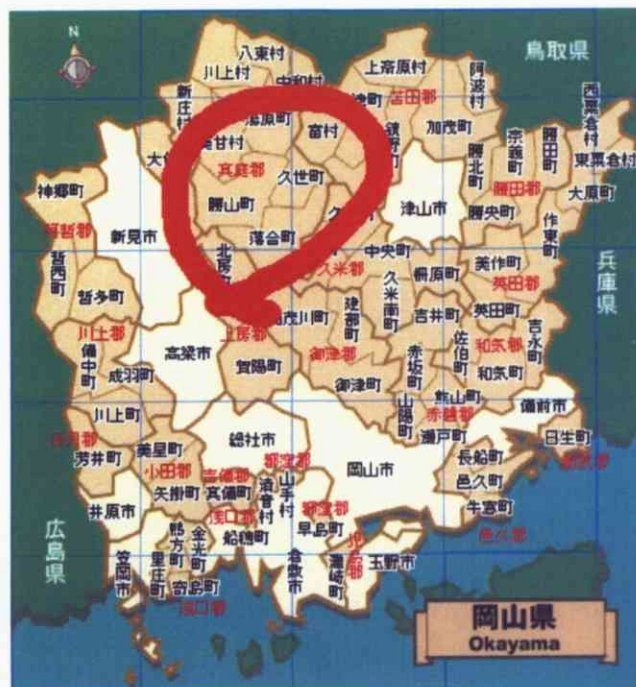 N
鳥取県
八束村
川上村
中和村
上斎原村
阿波村
新庄村
苫田郡
湯原町
富村
加茂町
西粟倉村
勝田町
奈義町
東粟倉村
勝北町
勝田郡
大原町
神郷町
真庭郡
久世町
勝山町
津山市
勝央町
作東町
新見市
落合町
中央町
美作町
兵庫県
哲西町
久米郡
柵原町
英田郡
哲多町
久米南町
建部町
吉井町
英田町
吉永町
川上郡
上房郡
佐伯町
和気郡
備中町
高梁市
賀陽町
御津郡
赤坂町
成羽町
御津町
和気町
熊山町
川上町
山陽町
赤磐郡
備前市
総社市
瀬戸町
日生町
美星町
岡山市
長船町
芳井町
小田郡
吉備郡
都窪郡
邑久町
矢掛町
真備町
清音村
山手村
都窪郡
牛窓町
井原市
浅口郡
早島町
広島県
鴨方町
金光町
船穂町
玉野市
邑久郡
笠岡市
里庄町
寄島町
倉敷市
灘崎町
浅口郡
岡山県
Okayama